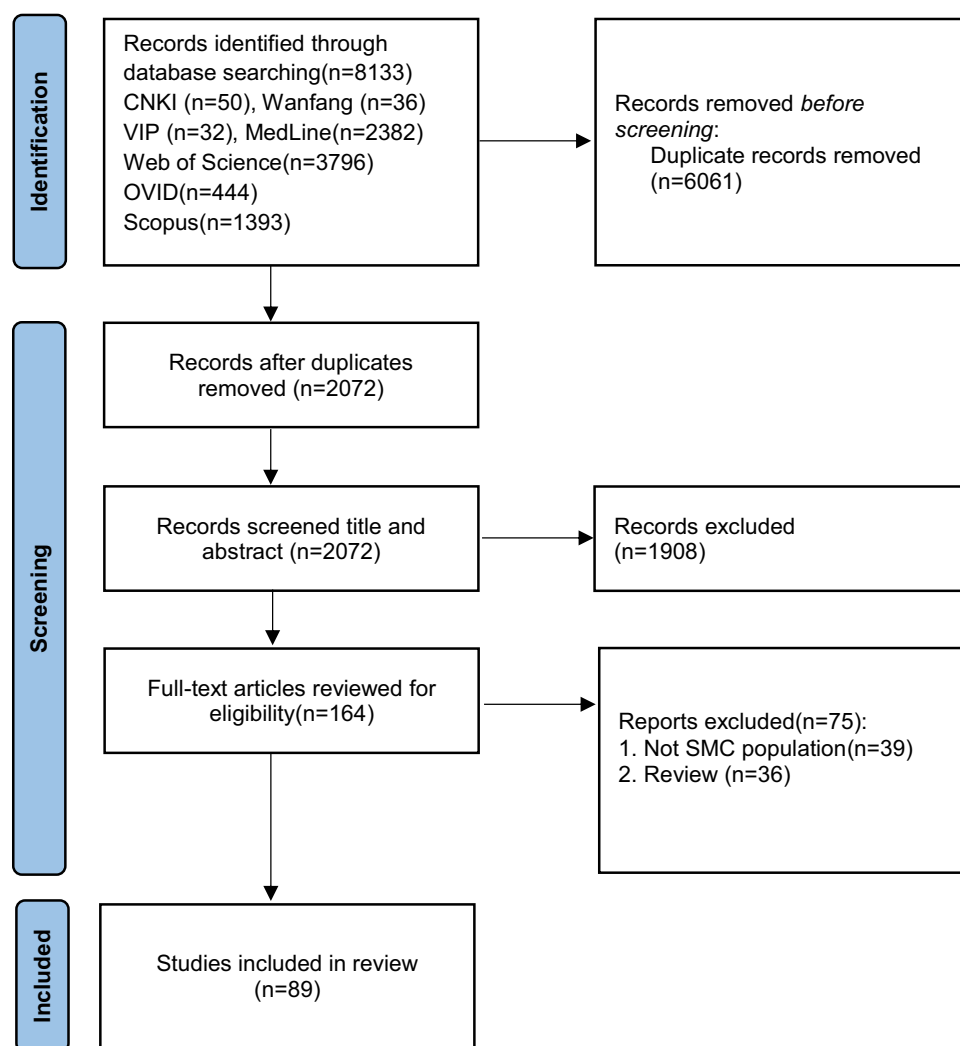 Identification
Records identified through
database searching(n=8133)
CNKI (n=50), Wanfang (n=36)
VIP (n=32), MedLine(n=2382)
Web of Science(n=3796)
OVID(n=444)
Scopus(n=1393)
Records removed before
screening:
Duplicate records removed
(n=6061)
Screening
Records after duplicates
removed (n=2072)
Records screened title and
abstract (n=2072)
Records excluded
(n=1908)
Full-text articles reviewed for
eligibility(n=164)
Reports excluded(n=75):
1. Not SMC population(n=39)
2. Review (n=36)
Included
Studies included in review
(n=89)